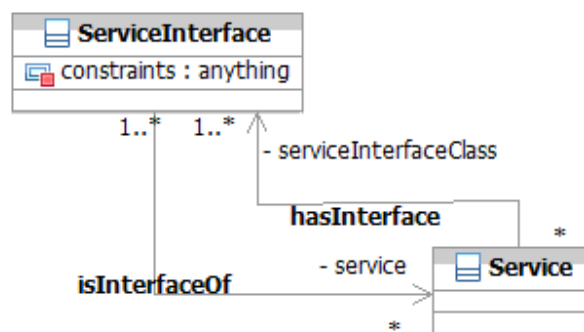 ServiceInterface
constraints : anything
1..* 1..*
- serviceInterfaceClass
hasInterface
*
- service
Service
isInterfaceOf
*